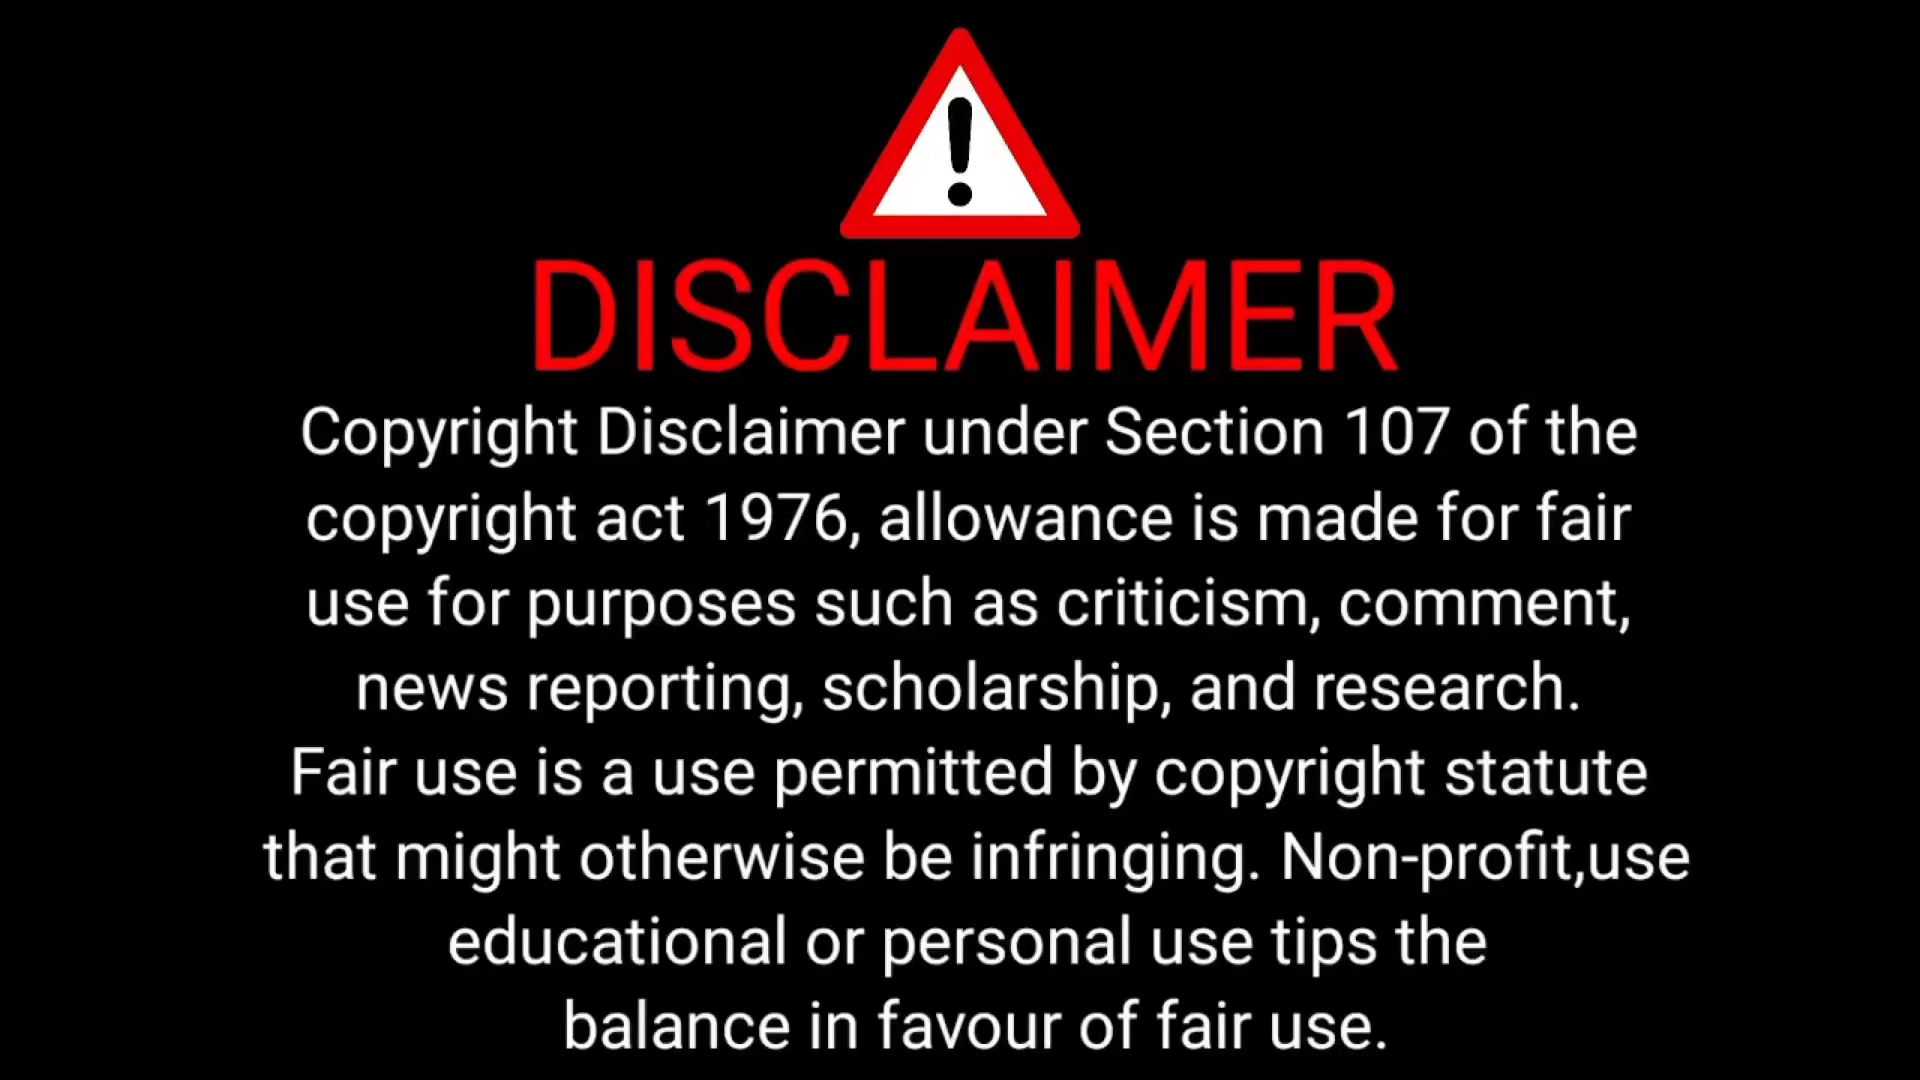 DISCLAIMER
Copyright Disclaimer under Section 107 of the
copyright act 1976, allowance is made for fair
use for purposes such as criticism, comment,
news reporting, scholarship, and research.
Fair use is a use permitted by copyright statute
that might otherwise be infringing. Non-profit,use
educational or personal use tips the
balance in favour of fair use.